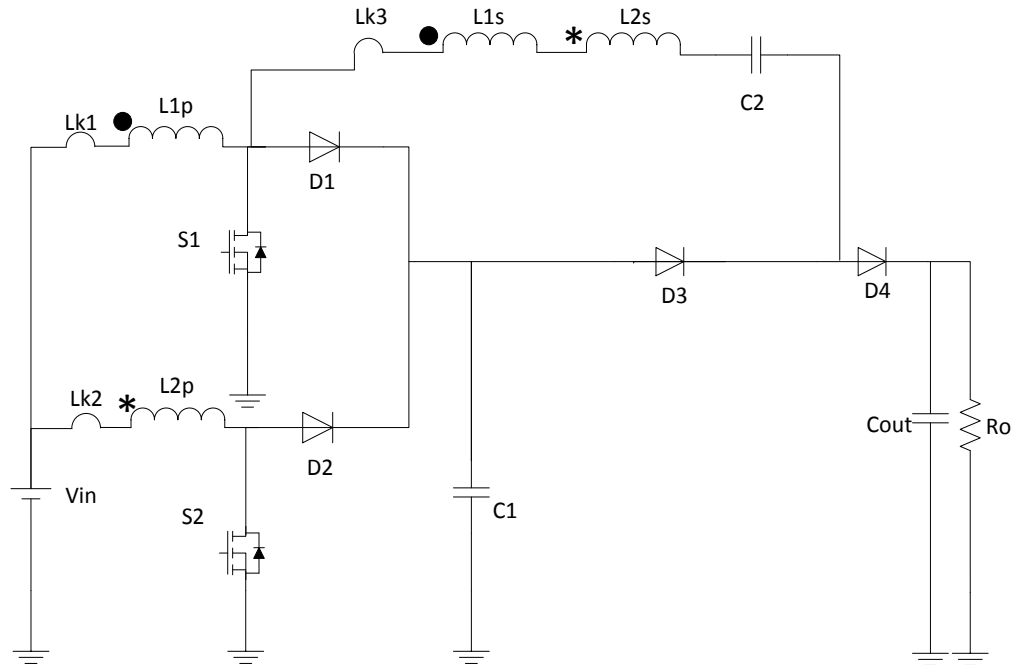 Lk3
L1s
L2s
*
C2
Lk1
L1p
D1
S1
D3
D4
Lk2
L2p
*
D2
Cout
Ro
Vin
C1
S2